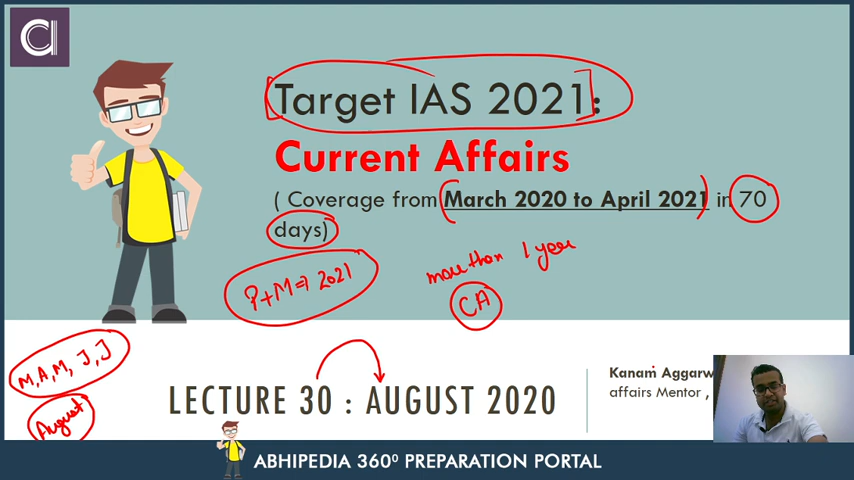 Target IAS 2021:
Current Affairs
( Coverage from March 2020 to April 2021 in 70
days)
more than 1 year
P+M⇒2021
CA
M, A, M, J, J
August
LECTURE 30 : AUGUST 2020
Kanam Aggarw
affairs Mentor ,
ABHIPEDIA 360⁰ PREPARATION PORTAL